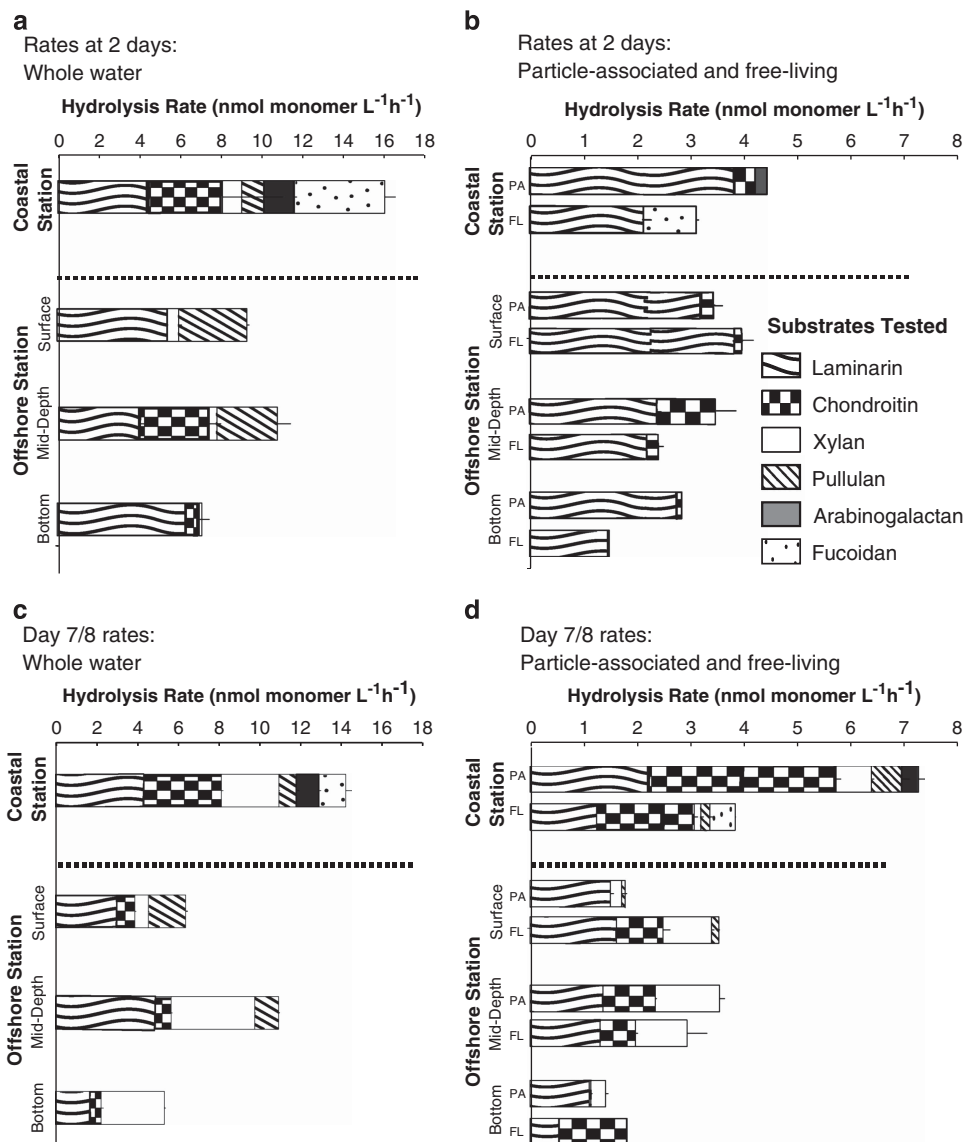 a
Rates at 2 days:
Whole water
Hydrolysis Rate (nmol monomer L-1h-1)
0 2 4 6 8 10 12 14 16 18
Coastal
Station
Offshore Station
Surface
Mid-Depth
Bottom
b
Rates at 2 days:
Particle-associated and free-living
Hydrolysis Rate (nmol monomer L-1h-1)
0 1 2 3 4 5 6 7 8
Coastal
Station
PA
FL
Offshore Station
Surface
PA
FL
Mid-Depth
PA
FL
Bottom
PA
FL
Substrates Tested
Laminarin
Chondroitin
Xylan
Pullulan
Arabinogalactan
Fucoidan
c
Day 7/8 rates:
Whole water
Hydrolysis Rate (nmol monomer L-1h-1)
0 2 4 6 8 10 12 14 16 18
Coastal
Station
Offshore Station
Surface
Mid-Depth
Bottom
d
Day 7/8 rates:
Particle-associated and free-living
Hydrolysis Rate (nmol monomer L-1h-1)
0 1 2 3 4 5 6 7 8
Coastal
Station
PA
FL
Offshore Station
Surface
PA
FL
Mid-Depth
PA
FL
Bottom
PA
FL